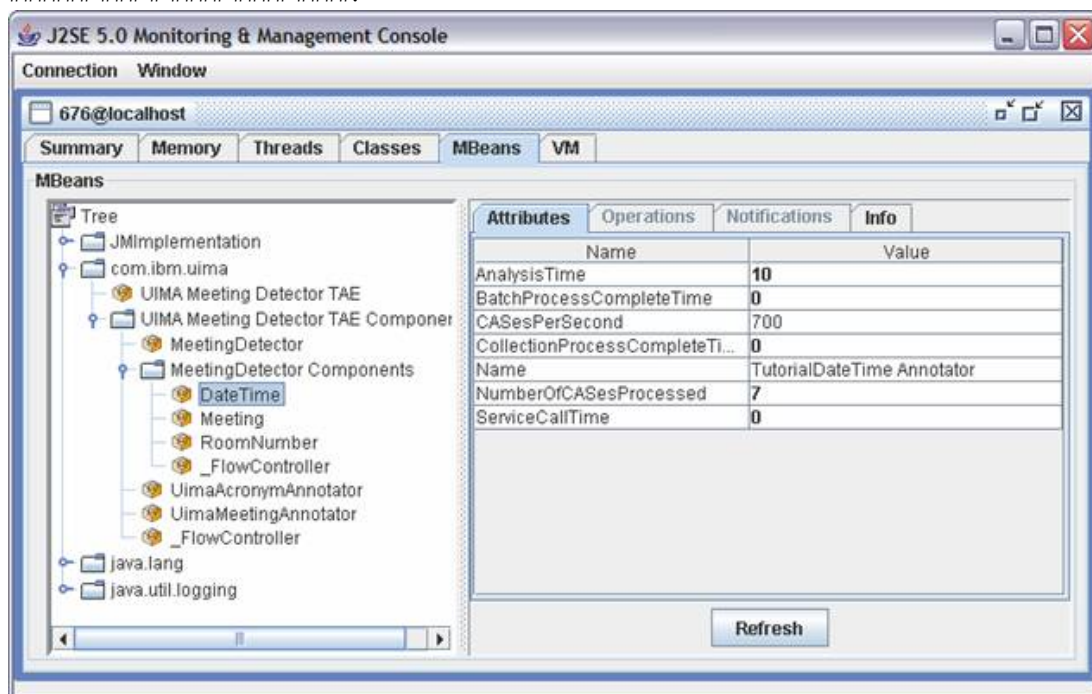 J2SE 5.0 Monitoring & Management Console
Connection Window
676@localhost
Summary Memory Threads Classes MBeans VM
MBeans
Tree
JMImplementation
com.ibm.uima
UIMA Meeting Detector TAE
UIMA Meeting Detector TAE Componer
MeetingDetector
MeetingDetector Components
DateTime
Meeting
RoomNumber
_FlowController
UimaAcronymAnnotator
UimaMeetingAnnotator
_FlowController
java.lang
java.util.logging
Attributes Operations Notifications Info
Name Value
AnalysisTime 10
BatchProcessCompleteTime 0
CASesPerSecond 700
CollectionProcessCompleteTi... 0
Name TutorialDateTime Annotator
NumberOfCASesProcessed 7
ServiceCallTime 0
Refresh